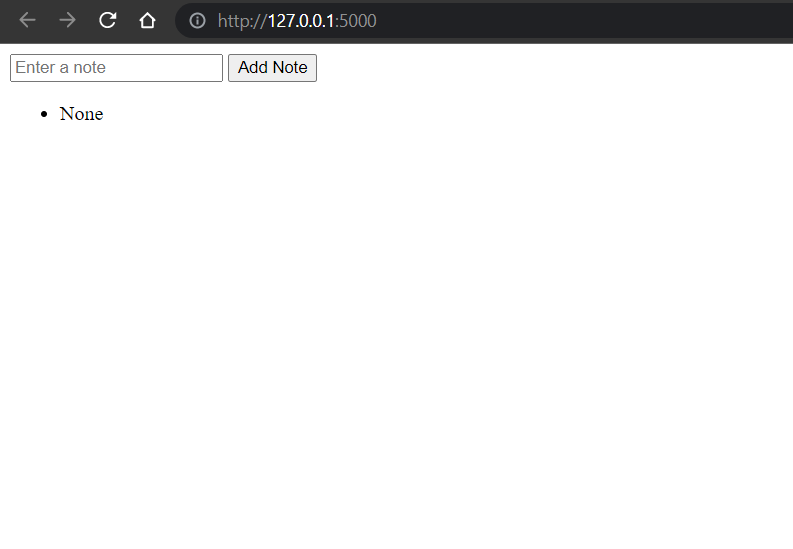 http://127.0.0.1:5000
Enter a note Add Note
None